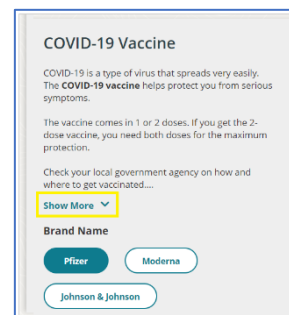 COVID-19 Vaccine
COVID-19 is a type of virus that spreads very easily.
The COVID-19 vaccine helps protect you from serious
symptoms.
The vaccine comes in 1 or 2 doses. If you get the 2-
dose vaccine, you need both doses for the maximum
protection.
Check your local government agency on how and
where to get vaccinated....
Show More
Brand Name
Pfizer
Moderna
Johnson & Johnson